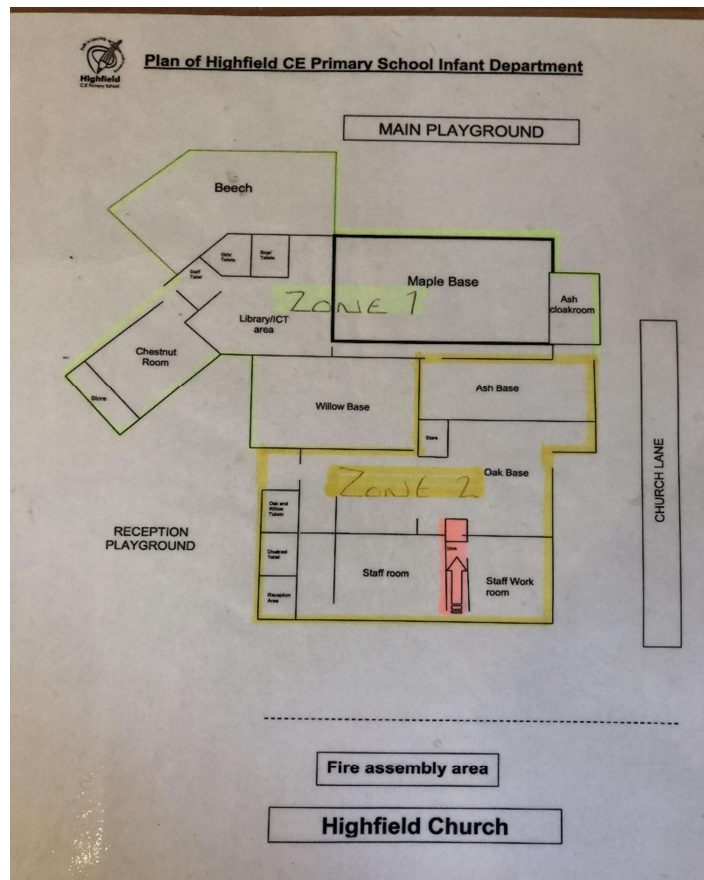 Highfield
C.E Primary School
Plan of Highfield CE Primary School Infant Department
MAIN PLAYGROUND
Beech
Girls'
Toilets
Boys'
Toilets
Staff
Toilet
Maple Base
Ash
cloakroom
ZONE 1
Library/ICT
area
Chestnut
Room
Store
Willow Base
Ash Base
Store
Oak Base
ZONE 2
CHURCH LANE
Oak and
Willow
Toilets
RECEPTION
PLAYGROUND
Disabled
Toilet
Store
Staff room
Staff Work
room
Reception
Area
Fire assembly area
Highfield Church